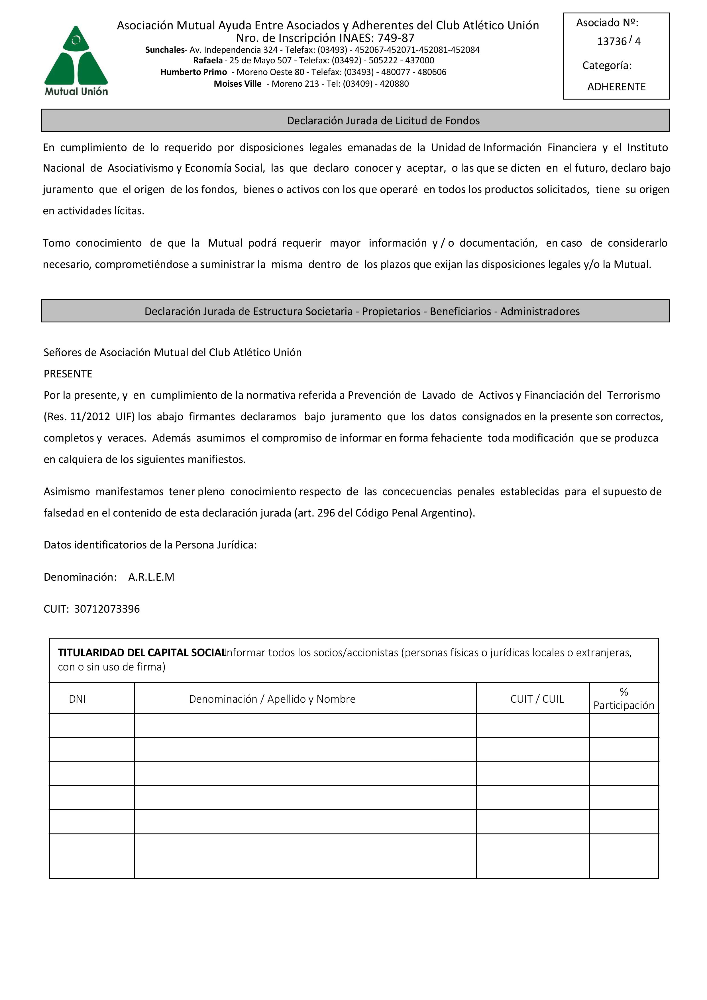 Mutual Unión
Asociación Mutual Ayuda Entre Asociados y Adherentes del Club Atlético Unión
Nro. de Inscripción INAES: 749-87
Sunchales- Av. Independencia 324 - Telefax: (03493) - 452067-452071-452081-452084
Rafaela - 25 de Mayo 507 - Telefax: (03492) - 505222 - 437000
Humberto Primo - Moreno Oeste 80 - Telefax: (03493) - 480077 - 480606
Moises Ville - Moreno 213 - Tel: (03409) - 420880
Asociado Nº:
13736 / 4
Categoría:
ADHERENTE
Declaración Jurada de Licitud de Fondos
En cumplimiento de lo requerido por disposiciones legales emanadas de la Unidad de Información Financiera y el Instituto
Nacional de Asociativismo y Economía Social, las que declaro conocer y aceptar, o las que se dicten en el futuro, declaro bajo
juramento que el origen de los fondos, bienes o activos con los que operaré en todos los productos solicitados, tiene su origen
en actividades lícitas.
Tomo conocimiento de que la Mutual podrá requerir mayor información y / o documentación, en caso de considerarlo
necesario, comprometiéndose a suministrar la misma dentro de los plazos que exijan las disposiciones legales y/o la Mutual.
Declaración Jurada de Estructura Societaria - Propietarios - Beneficiarios - Administradores
Señores de Asociación Mutual del Club Atlético Unión
PRESENTE
Por la presente, y en cumplimiento de la normativa referida a Prevención de Lavado de Activos y Financiación del Terrorismo
(Res. 11/2012 UIF) los abajo firmantes declaramos bajo juramento que los datos consignados en la presente son correctos,
completos y veraces. Además asumimos el compromiso de informar en forma fehaciente toda modificación que se produzca
en calquiera de los siguientes manifiestos.
Asimismo manifestamos tener pleno conocimiento respecto de las concecuencias penales establecidas para el supuesto de
falsedad en el contenido de esta declaración jurada (art. 296 del Código Penal Argentino).
Datos identificatorios de la Persona Jurídica:
Denominación: A.R.L.E.M
CUIT: 30712073396
TITULARIDAD DEL CAPITAL SOCIAL Informar todos los socios/accionistas (personas físicas o jurídicas locales o extranjeras,
con o sin uso de firma)
DNI
Denominación / Apellido y Nombre
CUIT / CUIL
%
Participación